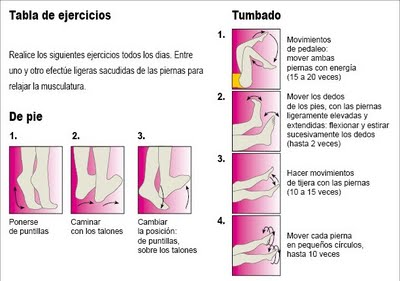 Tabla de ejercicios
Realice los siguientes ejercicios todos los dias. Entre
uno y otro efectúe ligeras sacudidas de las piernas para
relajar la musculatura.
De pie
1.
Ponerse
de puntillas
2.
Caminar
con los talones
3.
Cambiar
la posición:
de puntillas,
sobre los talones
Tumbado
1.
Movimientos
de pedaleo:
mover ambas
piernas con energía
(15 a 20 veces)
2.
Mover los dedos
de los pies, con las piernas
ligeramente elevadas y
extendidas: flexionar y estirar
sucesivamente los dedos
(hasta 2 veces)
3.
Hacer movimientos
de tijera con las piernas
(10 a 15 veces)
4.
Mover cada pierna
en pequeños círculos,
hasta 10 veces